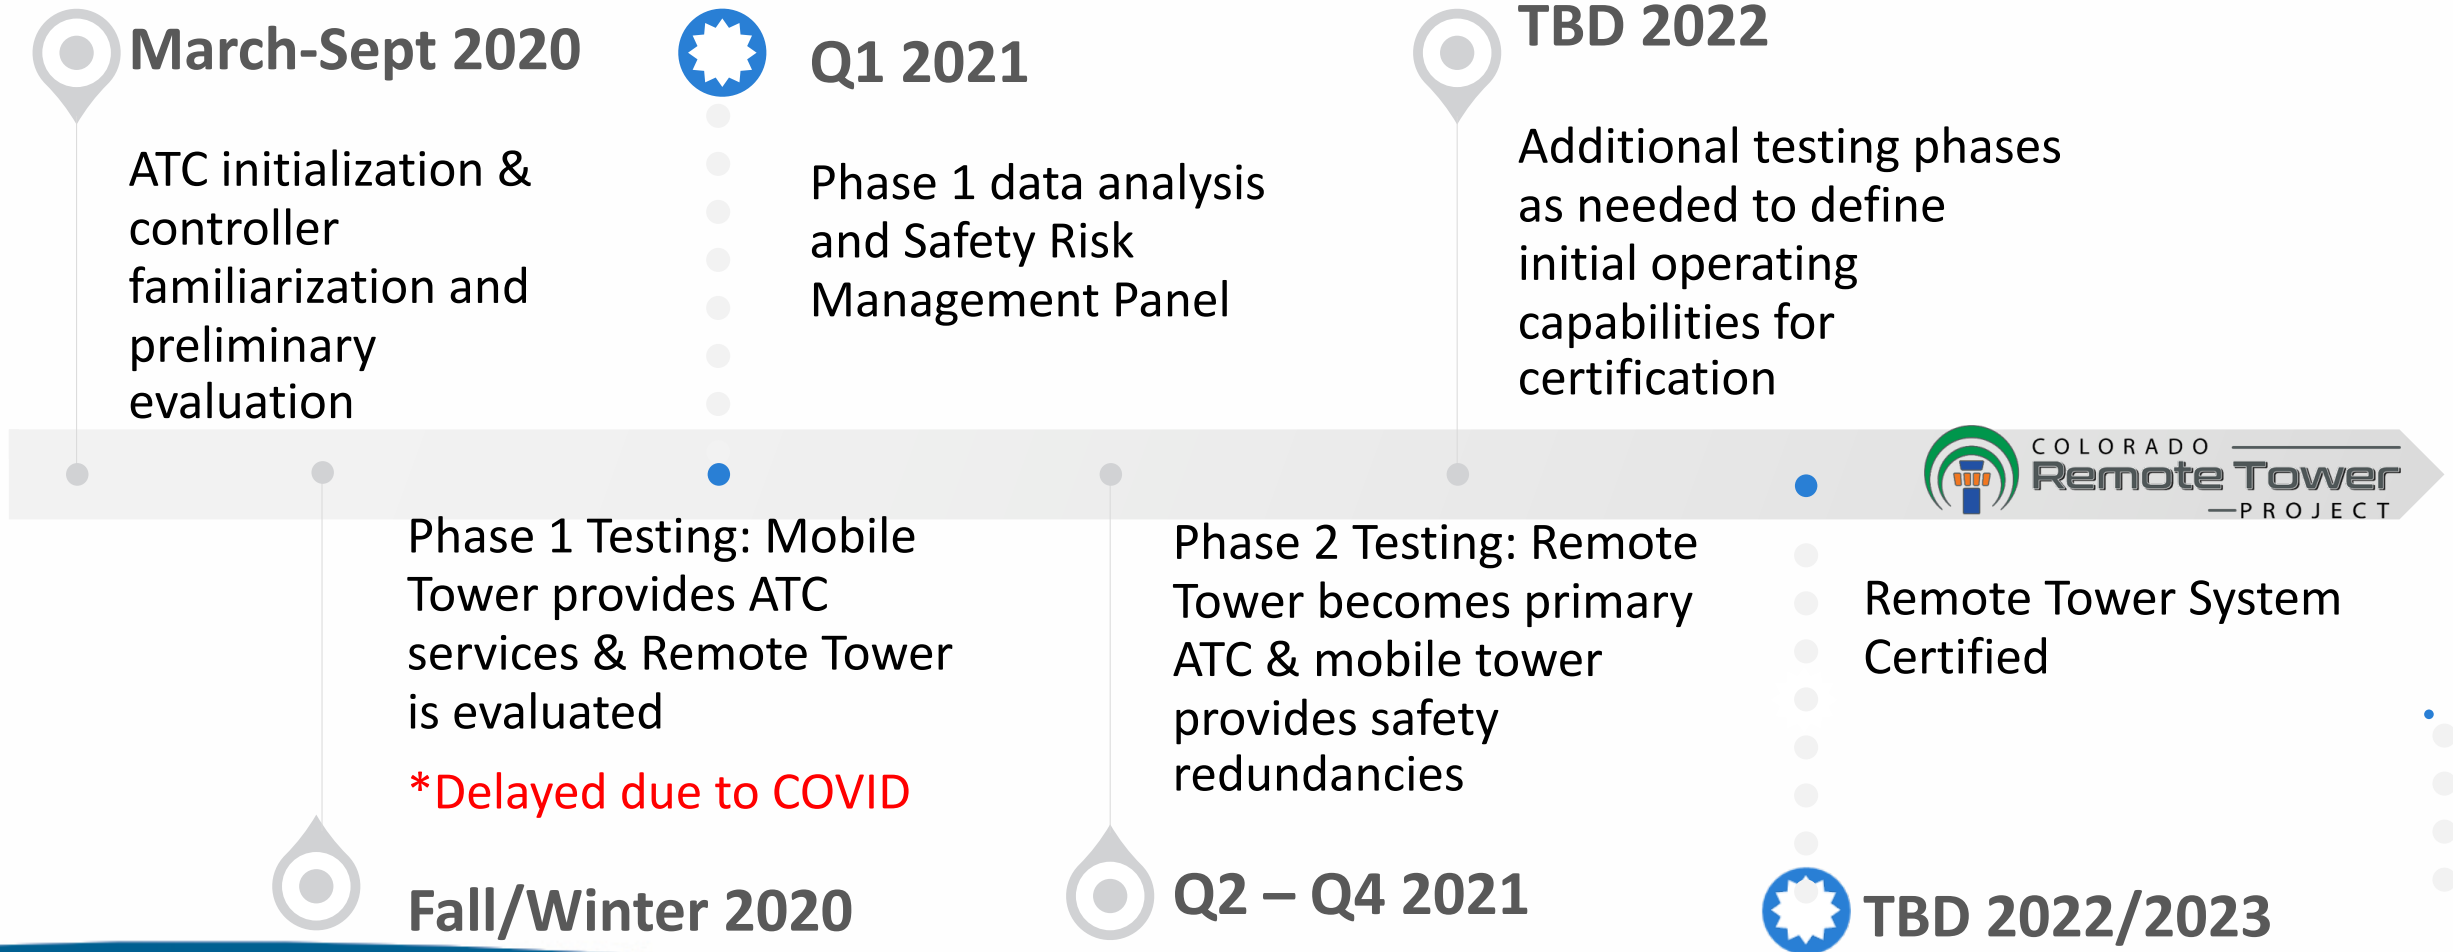 March-Sept 2020
ATC initialization &
controller
familiarization and
preliminary
evaluation
Phase 1 Testing: Mobile
Tower provides ATC
services & Remote Tower
is evaluated
*Delayed due to COVID
Fall/Winter 2020
Q1 2021
Phase 1 data analysis
and Safety Risk
Management Panel
Phase 2 Testing: Remote
Tower becomes primary
ATC & mobile tower
provides safety
redundancies
Q2 – Q4 2021
TBD 2022
Additional testing phases
as needed to define
initial operating
capabilities for
certification
COLORADO
Remote Tower
PROJECT
Remote Tower System
Certified
TBD 2022/2023